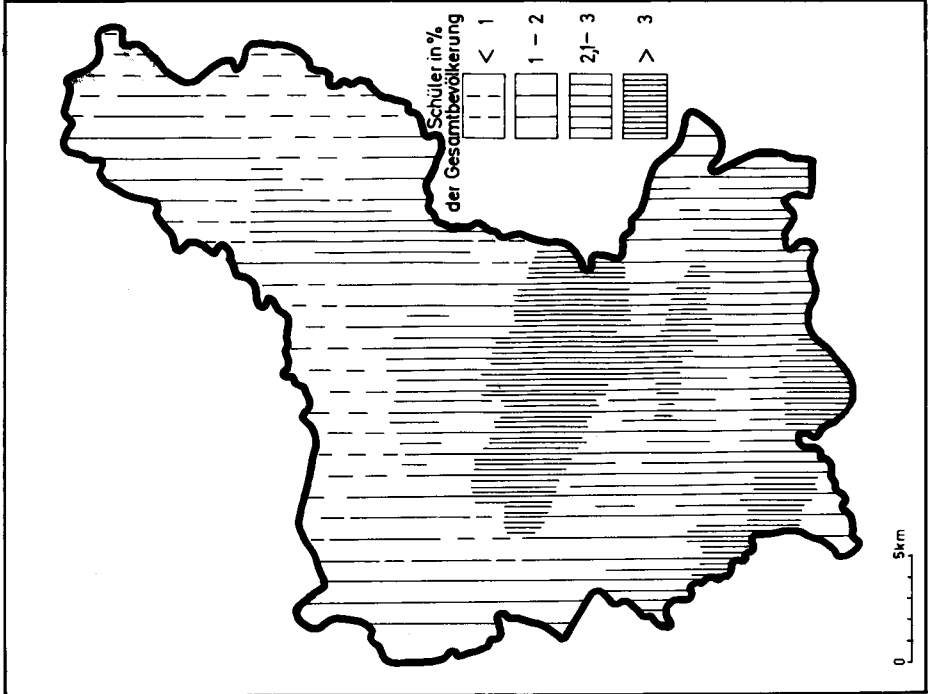 Schüler in %
der Gesamtbevölkerung
< 1
1 – 2
2,1– 3
> 3
0 5km